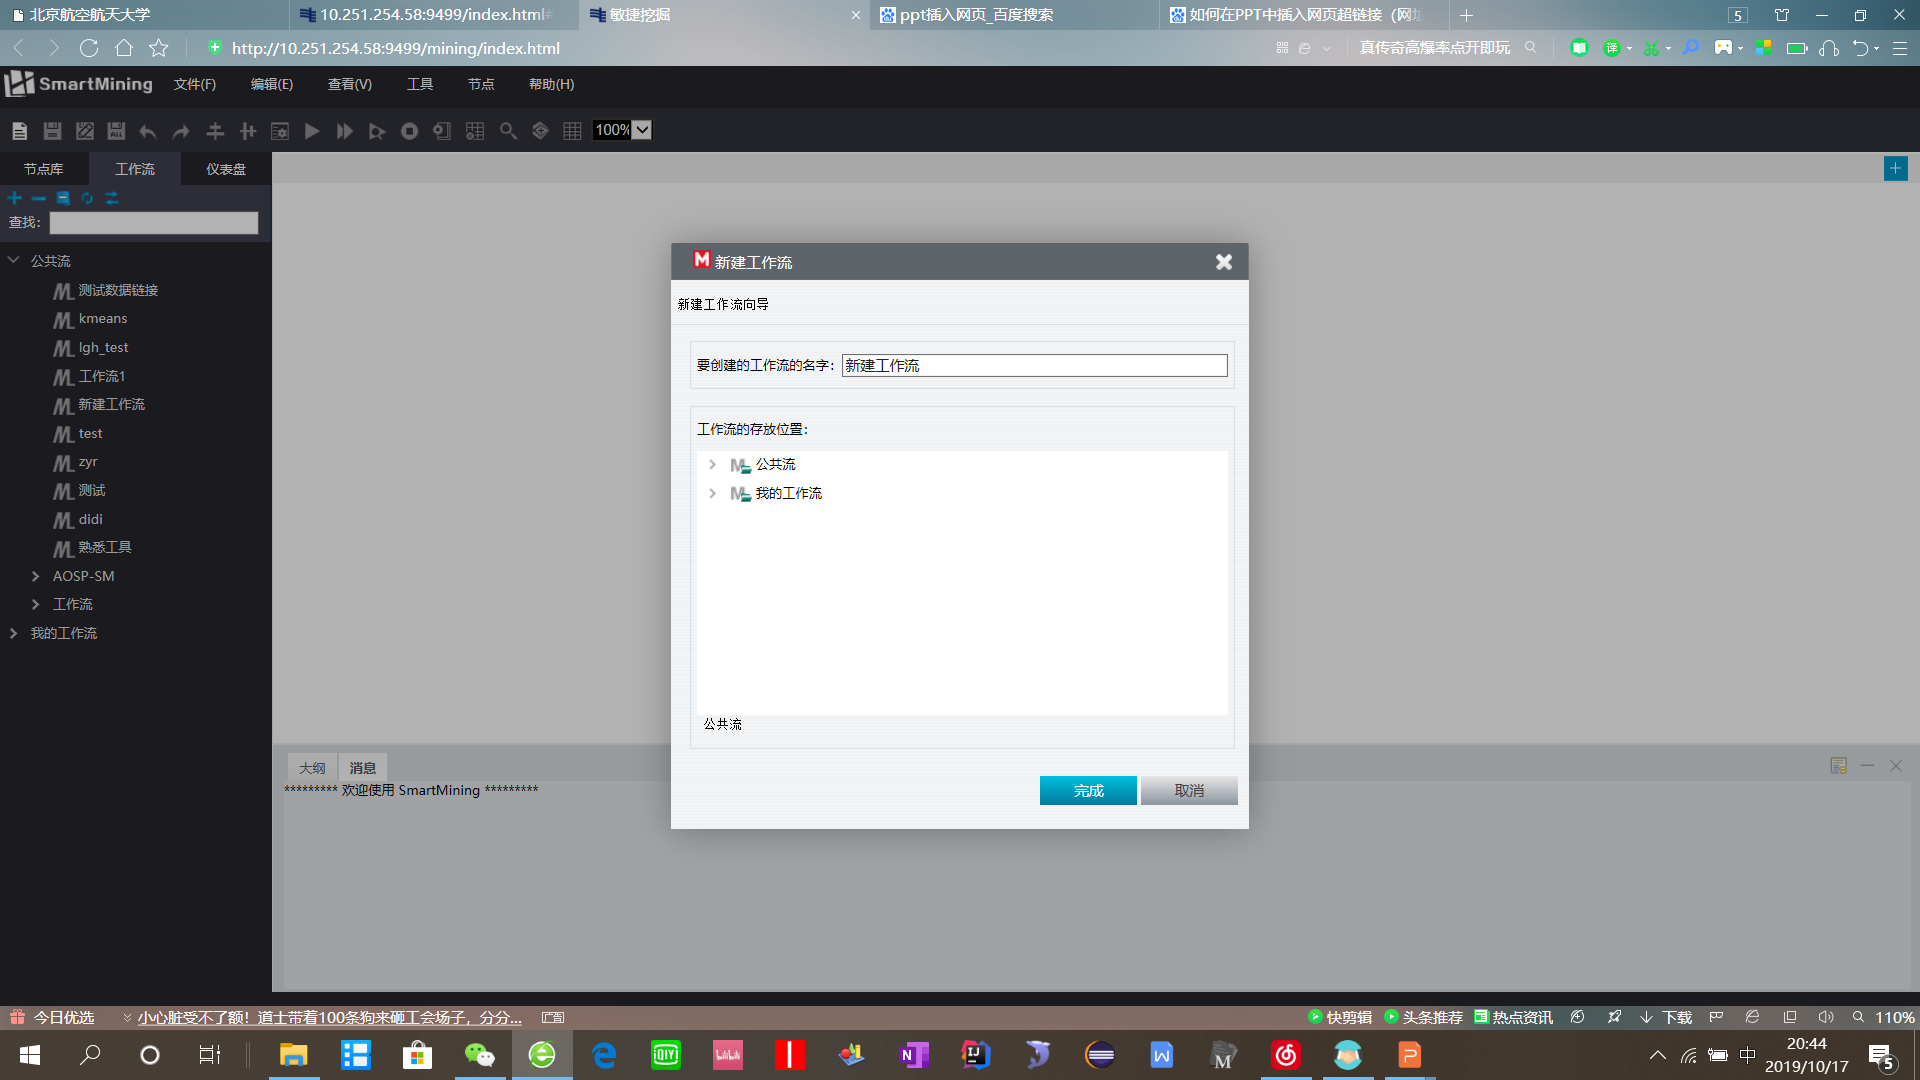 北京航空航天大学
10.251.254.58:9499/index.html#
敏捷挖掘
ppt插入网页_百度搜索
如何在PPT中插入网页超链接（网址
5
http://10.251.254.58:9499/mining/index.html
真传奇高爆率点开即玩
译
SmartMining
文件(F)
编辑(E)
查看(V)
工具
节点
帮助(H)
100%
节点库
工作流
仪表盘
查找:
公共流
测试数据链接
kmeans
lgh_test
工作流1
新建工作流
test
zyr
测试
didi
熟悉工具
AOSP-SM
工作流
我的工作流
新建工作流
新建工作流向导
要创建的工作流的名字:
新建工作流
工作流的存放位置:
公共流
我的工作流
公共流
完成
取消
大纲
消息
********* 欢迎使用 SmartMining *********
今日优选
小心脏受不了额！道士带着100条狗来砸工会场子，分分...
广告
快剪辑
头条推荐
热点资讯
下载
110%
中
20:44
2019/10/17
5